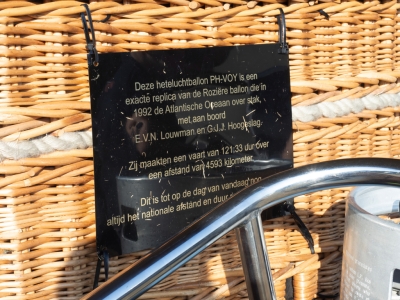 Deze heteluchtballon PH-VOY is een
exacte replica van de Rozière ballon die in
1992 de Atlantische Oceaan over stak,
met aan boord
E.V.N. Louwman en G.J.J. Hoogeslag.
Zij maakten een vaart van 121:33 uur over
een afstand van 4593 kilometer.
Dit is tot op de dag van vandaag nog
altijd het nationale afstand en duur